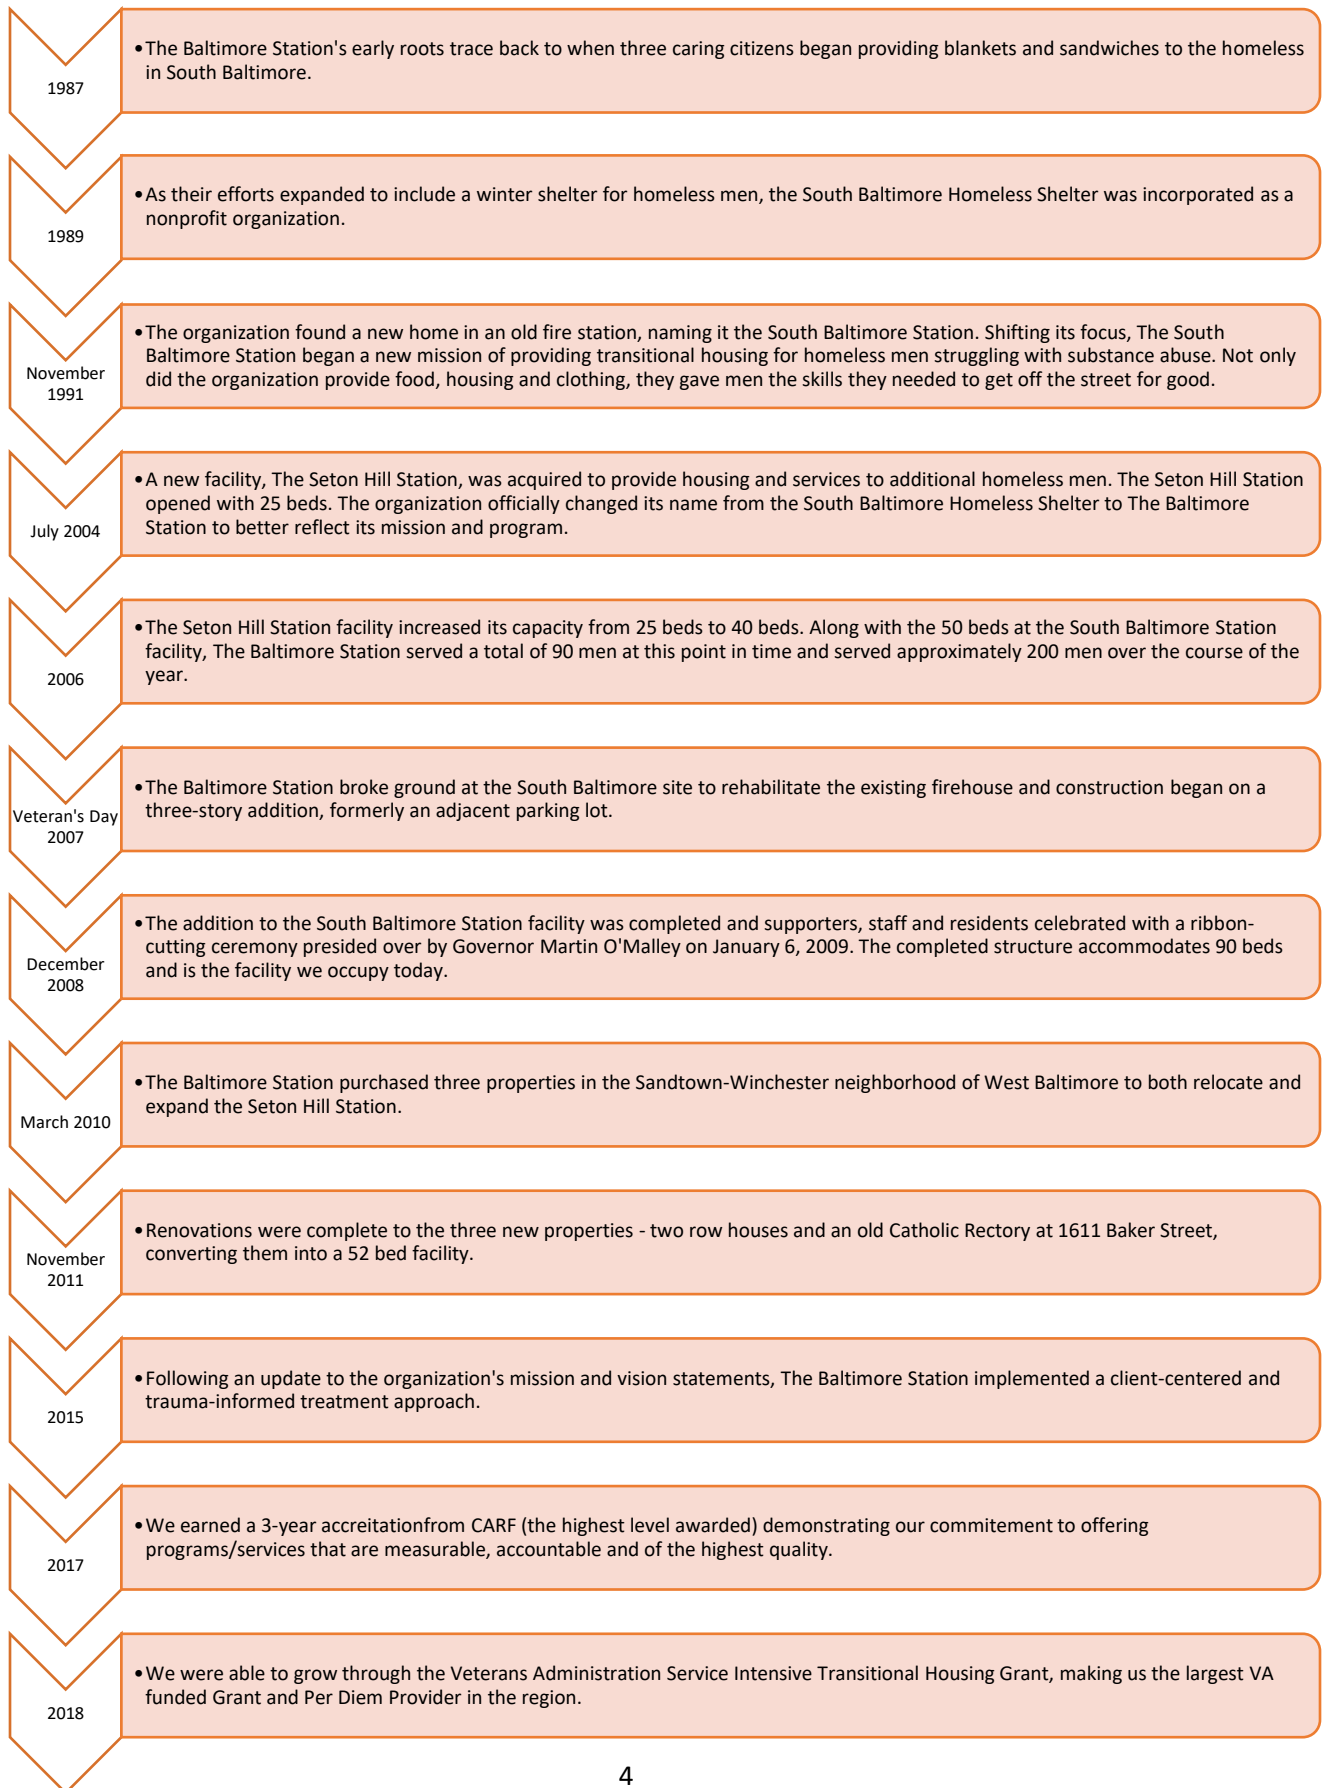 1987
•The Baltimore Station's early roots trace back to when three caring citizens began providing blankets and sandwiches to the homeless
in South Baltimore.
1989
•As their efforts expanded to include a winter shelter for homeless men, the South Baltimore Homeless Shelter was incorporated as a
nonprofit organization.
November
1991
•The organization found a new home in an old fire station, naming it the South Baltimore Station. Shifting its focus, The South
Baltimore Station began a new mission of providing transitional housing for homeless men struggling with substance abuse. Not only
did the organization provide food, housing and clothing, they gave men the skills they needed to get off the street for good.
July 2004
•A new facility, The Seton Hill Station, was acquired to provide housing and services to additional homeless men. The Seton Hill Station
opened with 25 beds. The organization officially changed its name from the South Baltimore Homeless Shelter to The Baltimore
Station to better reflect its mission and program.
2006
•The Seton Hill Station facility increased its capacity from 25 beds to 40 beds. Along with the 50 beds at the South Baltimore Station
facility, The Baltimore Station served a total of 90 men at this point in time and served approximately 200 men over the course of the
year.
Veteran's Day
2007
•The Baltimore Station broke ground at the South Baltimore site to rehabilitate the existing firehouse and construction began on a
three-story addition, formerly an adjacent parking lot.
December
2008
•The addition to the South Baltimore Station facility was completed and supporters, staff and residents celebrated with a ribbon-
cutting ceremony presided over by Governor Martin O'Malley on January 6, 2009. The completed structure accommodates 90 beds
and is the facility we occupy today.
March 2010
•The Baltimore Station purchased three properties in the Sandtown-Winchester neighborhood of West Baltimore to both relocate and
expand the Seton Hill Station.
November
2011
•Renovations were complete to the three new properties - two row houses and an old Catholic Rectory at 1611 Baker Street,
converting them into a 52 bed facility.
2015
•Following an update to the organization's mission and vision statements, The Baltimore Station implemented a client-centered and
trauma-informed treatment approach.
2017
•We earned a 3-year accreitationfrom CARF (the highest level awarded) demonstrating our commitement to offering
programs/services that are measurable, accountable and of the highest quality.
2018
•We were able to grow through the Veterans Administration Service Intensive Transitional Housing Grant, making us the largest VA
funded Grant and Per Diem Provider in the region.
4